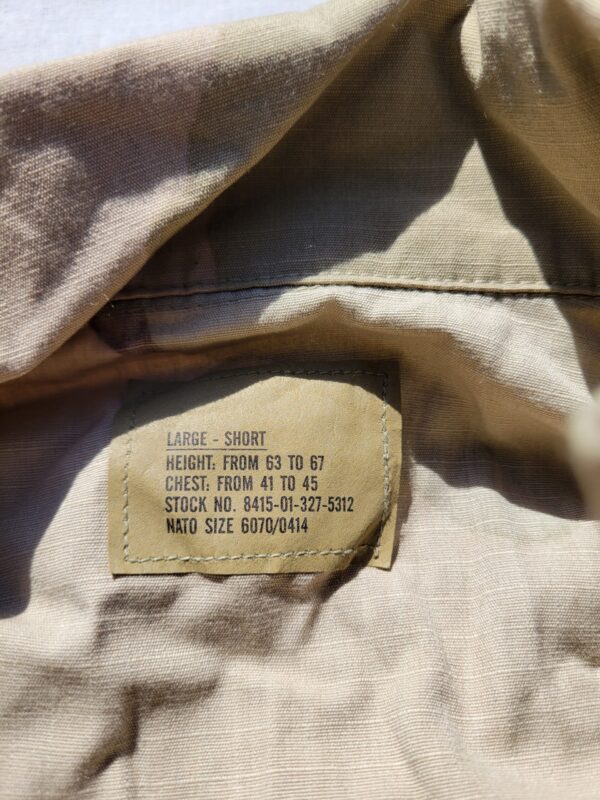 LARGE - SHORT
HEIGHT: FROM 63 TO 67
CHEST: FROM 41 TO 45
STOCK NO. 8415-01-327-5312
NATO SIZE 6070/0414